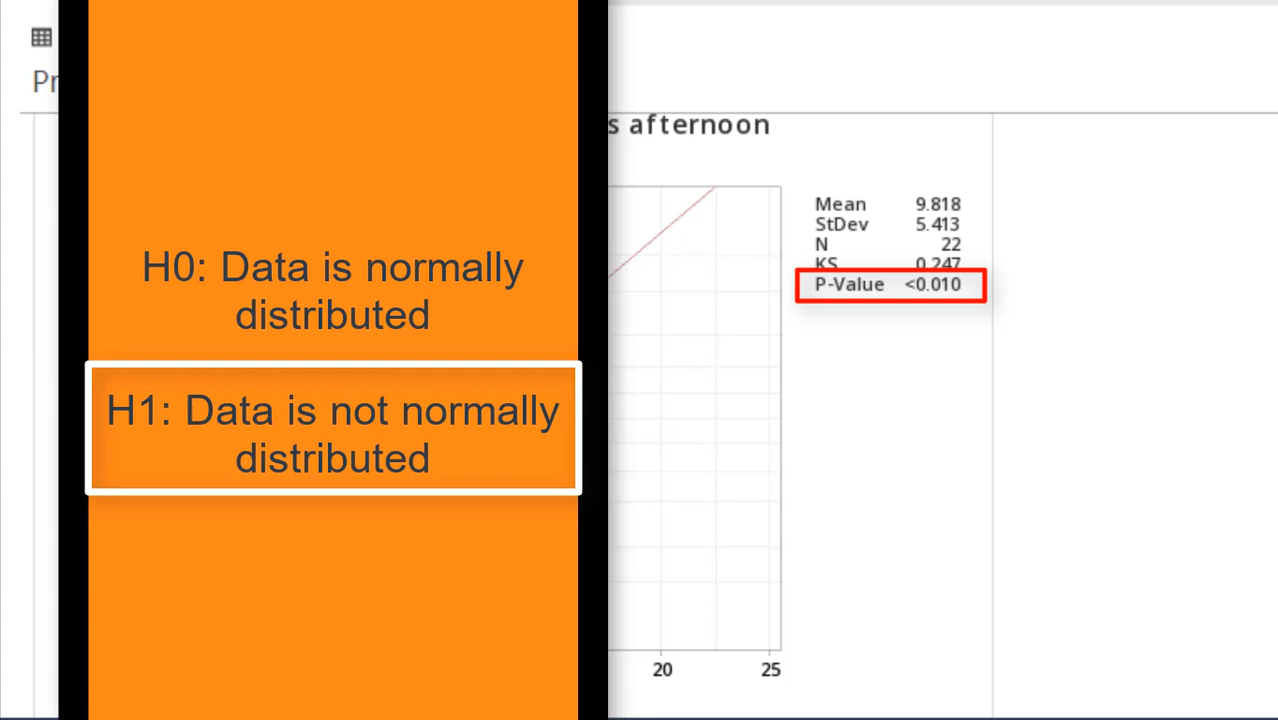 Pr
s afternoon
H0: Data is normally
distributed
H1: Data is not normally
distributed
Mean 9.818
StDev 5.413
N 22
KS 0.247
P-Value <0.010
20 25